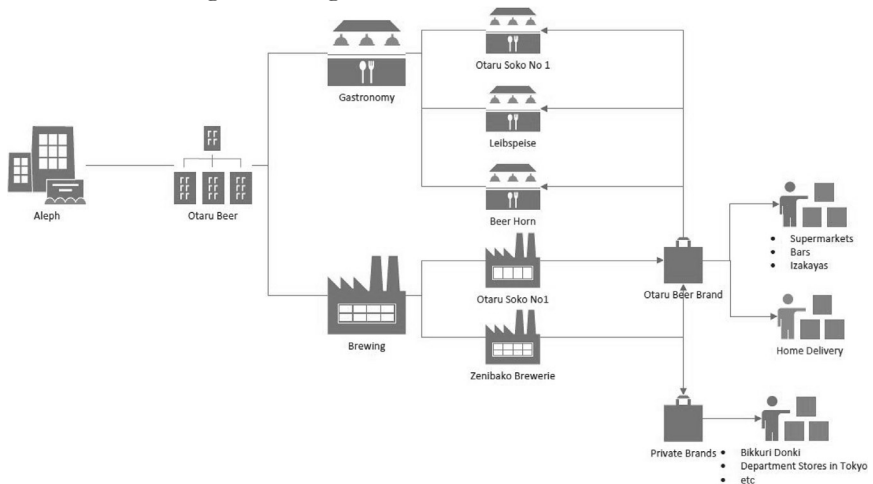 Otaru Soko No 1
Gastronomy
Leibspeise
Aleph
Otaru Beer
Beer Horn
• Supermarkets
• Bars
• Izakayas
Otaru Soko No1
Otaru Beer Brand
Brewing
Home Delivery
Zenibako Brewerie
Private Brands
• Bikkuri Donki
• Department Stores in Tokyo
• etc